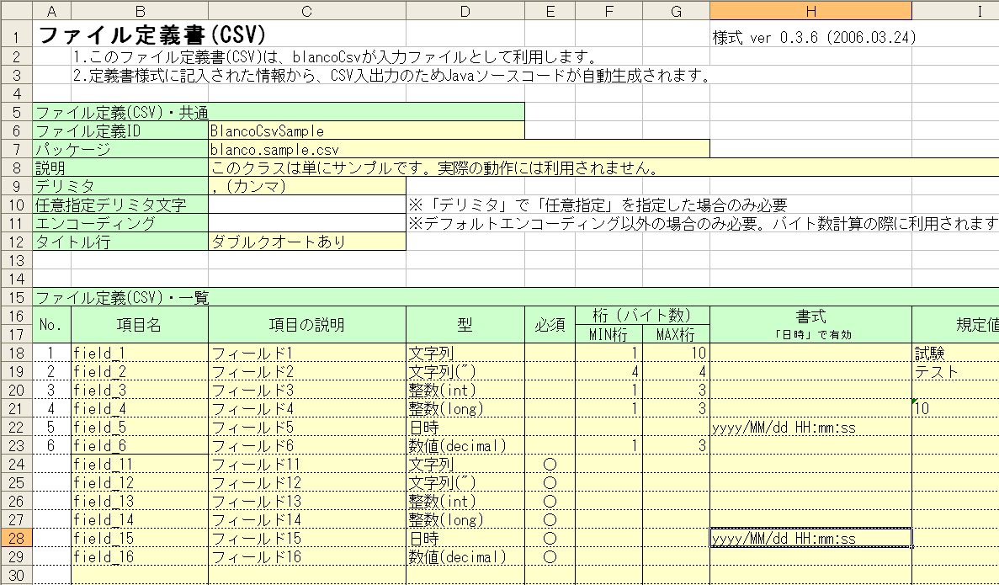 A B C D E F G H I
1 ファイル定義書(CSV) 様式 ver 0.3.6 (2006.03.24)
2 1.このファイル定義書(CSV)は、blancoCsvが入力ファイルとして利用します。
3 2.定義書様式に記入された情報から、CSV入出力のためJavaソースコードが自動生成されます。
4
5 ファイル定義(CSV)・共通
6 ファイル定義ID BlancoCsvSample
7 パッケージ blanco.sample.csv
8 説明 このクラスは単にサンプルです。実際の動作には利用されません。
9 デリミタ , (カンマ)
10 任意指定デリミタ文字 ※「デリミタ」で「任意指定」を指定した場合のみ必要
11 エンコーディング ※デフォルトエンコーディング以外の場合のみ必要。バイト数計算の際に利用されます
12 タイトル行 ダブルクオートあり
13
14
15 ファイル定義(CSV)・一覧
16 No. 項目名 項目の説明 型 必須 桁(バイト数) 書式 規定値
17 MIN桁 MAX桁 「日時」で有効
18 1 field_1 フィールド1 文字列 1 10 試験
19 2 field_2 フィールド2 文字列(") 4 4 テスト
20 3 field_3 フィールド3 整数(int) 1 3
21 4 field_4 フィールド4 整数(long) 1 3 10
22 5 field_5 フィールド5 日時 yyyy/MM/dd HH:mm:ss
23 6 field_6 フィールド6 数値(decimal) 1 3
24 field_11 フィールド11 文字列 ○
25 field_12 フィールド12 文字列(") ○
26 field_13 フィールド13 整数(int) ○
27 field_14 フィールド14 整数(long) ○
28 field_15 フィールド15 日時 ○ yyyy/MM/dd HH:mm:ss
29 field_16 フィールド16 数値(decimal) ○
30